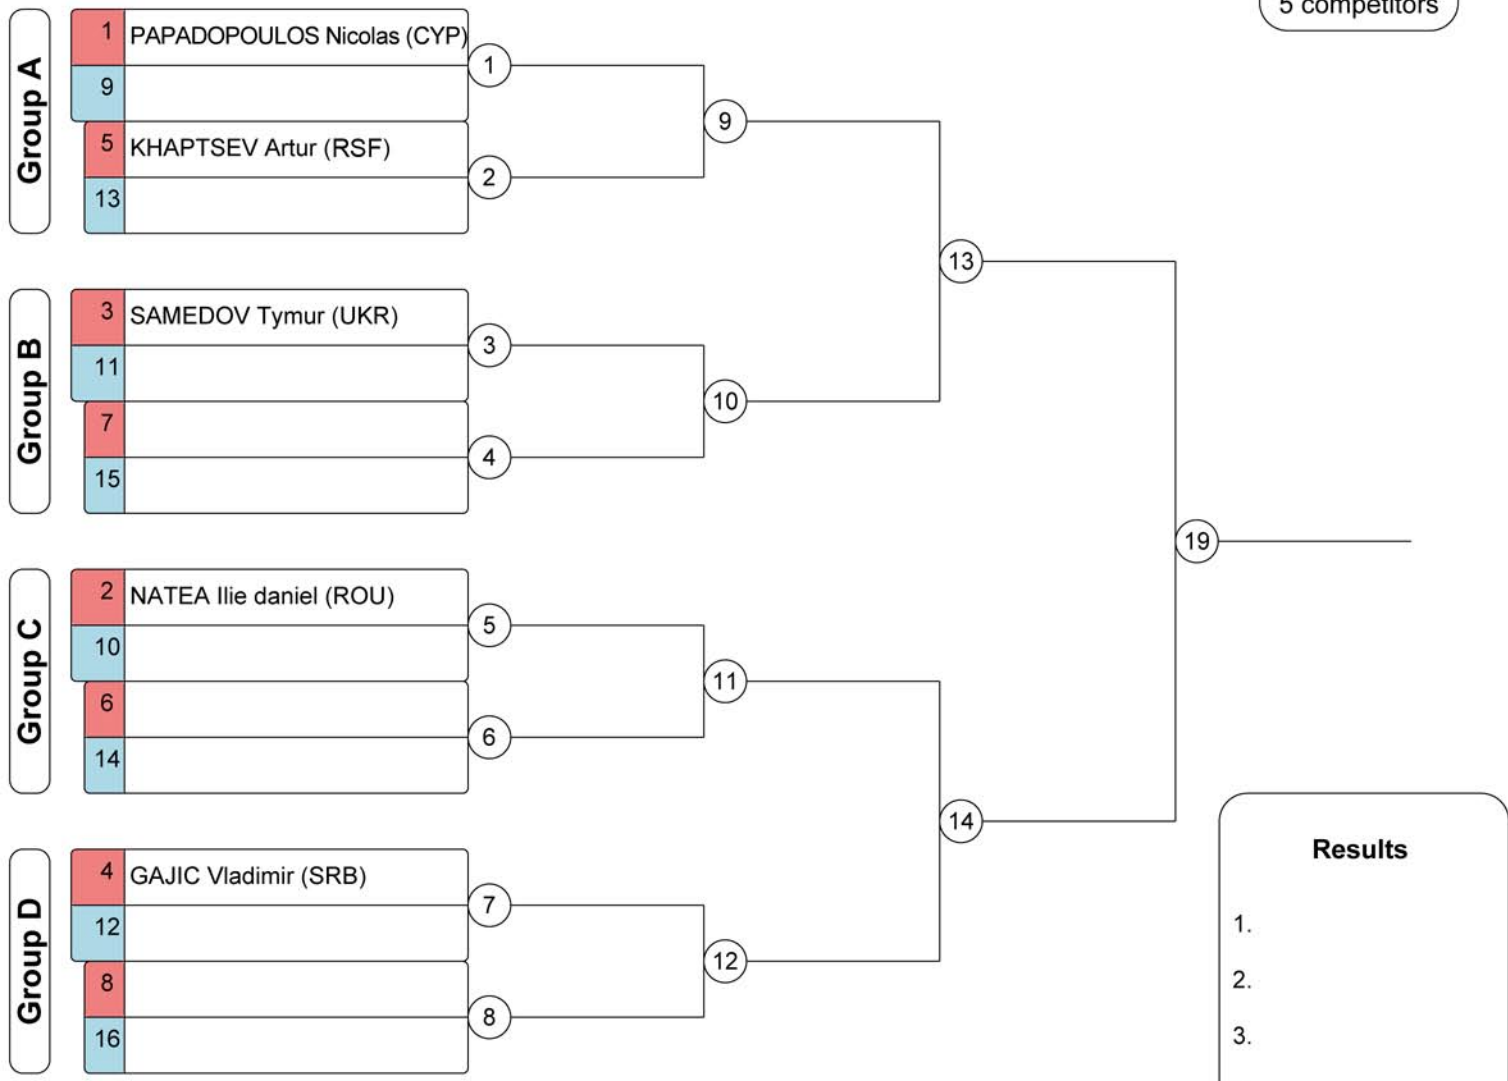 5 competitors
Group A
1 PAPADOPOULOS Nicolas (CYP)
1
9
9
5 KHAPTSEV Artur (RSF)
2
13
13
Group B
3 SAMEDOV Tymur (UKR)
3
11
10
7
4
15
19
Group C
2 NATEA Ilie daniel (ROU)
5
10
11
6
6
14
14
Group D
4 GAJIC Vladimir (SRB)
7
12
12
8
8
16
Results
1.
2.
3.